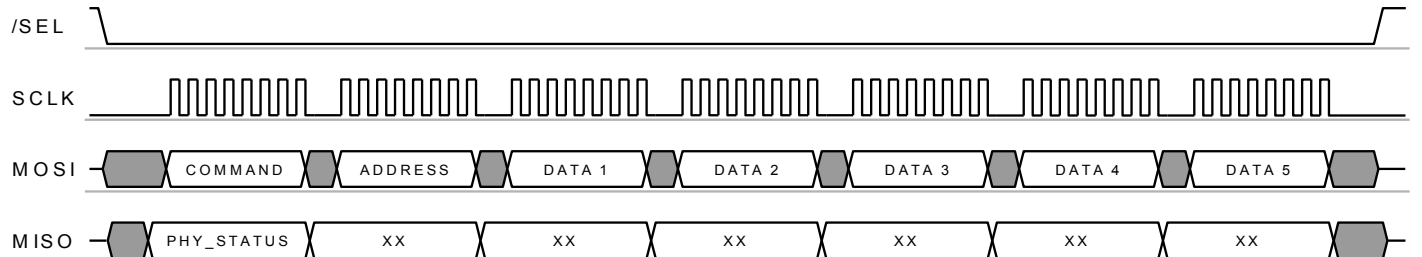 /SEL
SCLK
MOSI COMMAND ADDRESS DATA 1 DATA 2 DATA 3 DATA 4 DATA 5
MISO PHY_STATUS XX XX XX XX XX XX